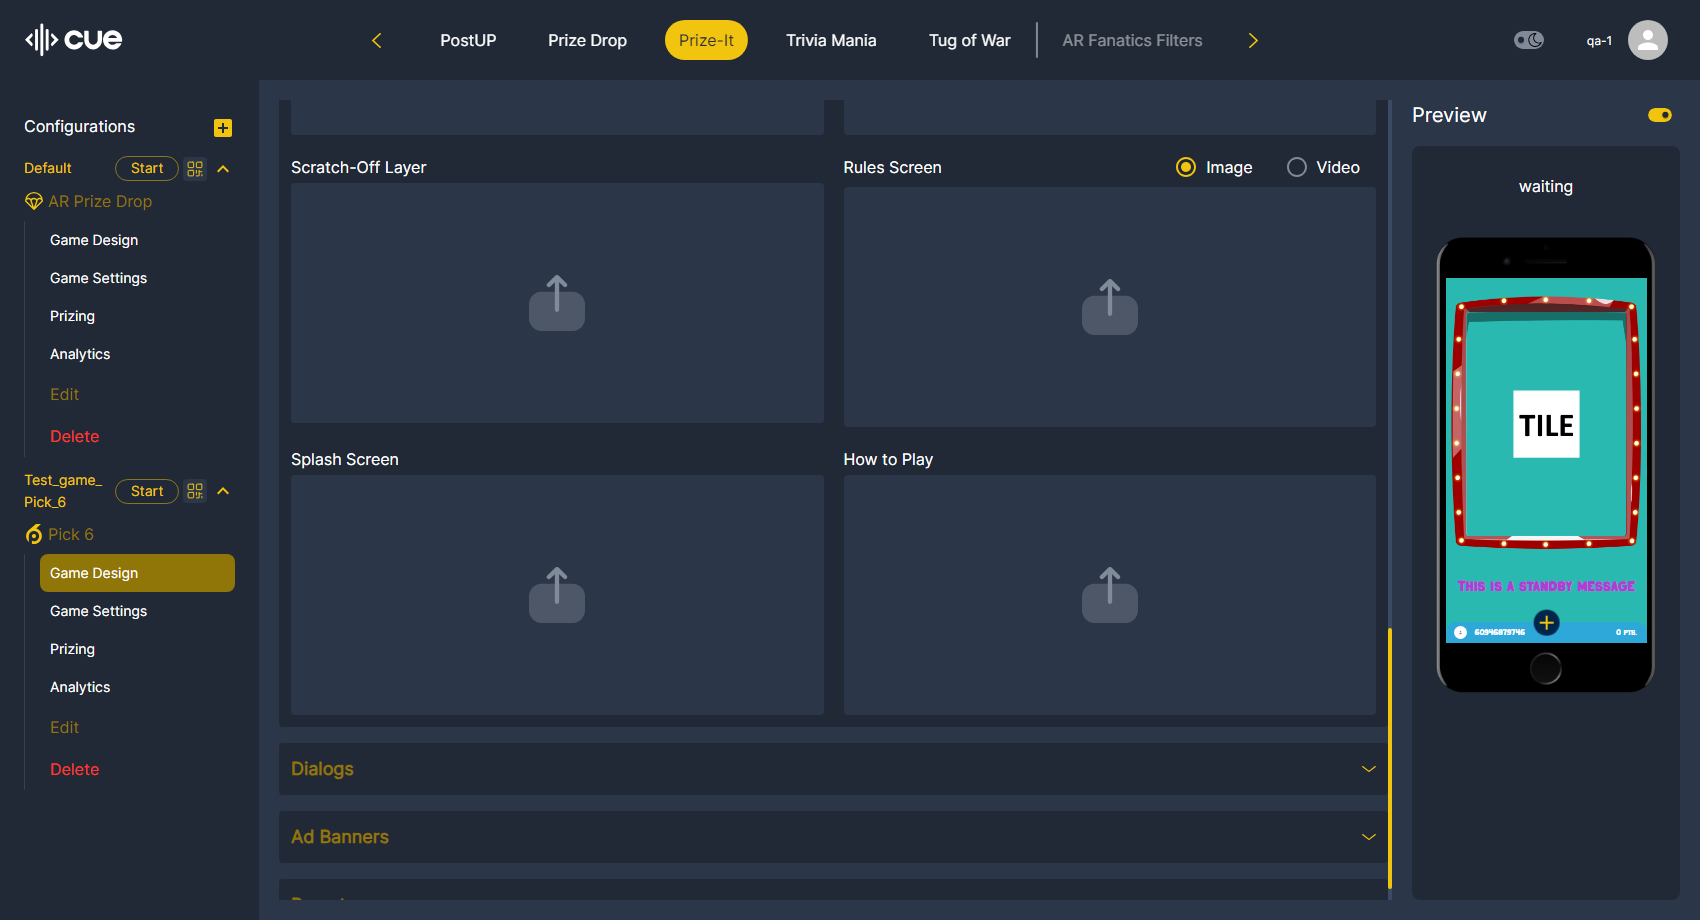 cue
PostUP
Prize Drop
Prize-It
Trivia Mania
Tug of War
AR Fanatics Filters
qa-1
Configurations
Default
Start
AR Prize Drop
Game Design
Game Settings
Prizing
Analytics
Edit
Delete
Test_game_
Pick_6
Start
Pick 6
Game Design
Game Settings
Prizing
Analytics
Edit
Delete
Scratch-Off Layer
Rules Screen
Image
Video
Splash Screen
How to Play
Dialogs
Ad Banners
Preview
waiting
TILE
THIS IS A STANDBY MESSAGE
60946879746
0 PTS.